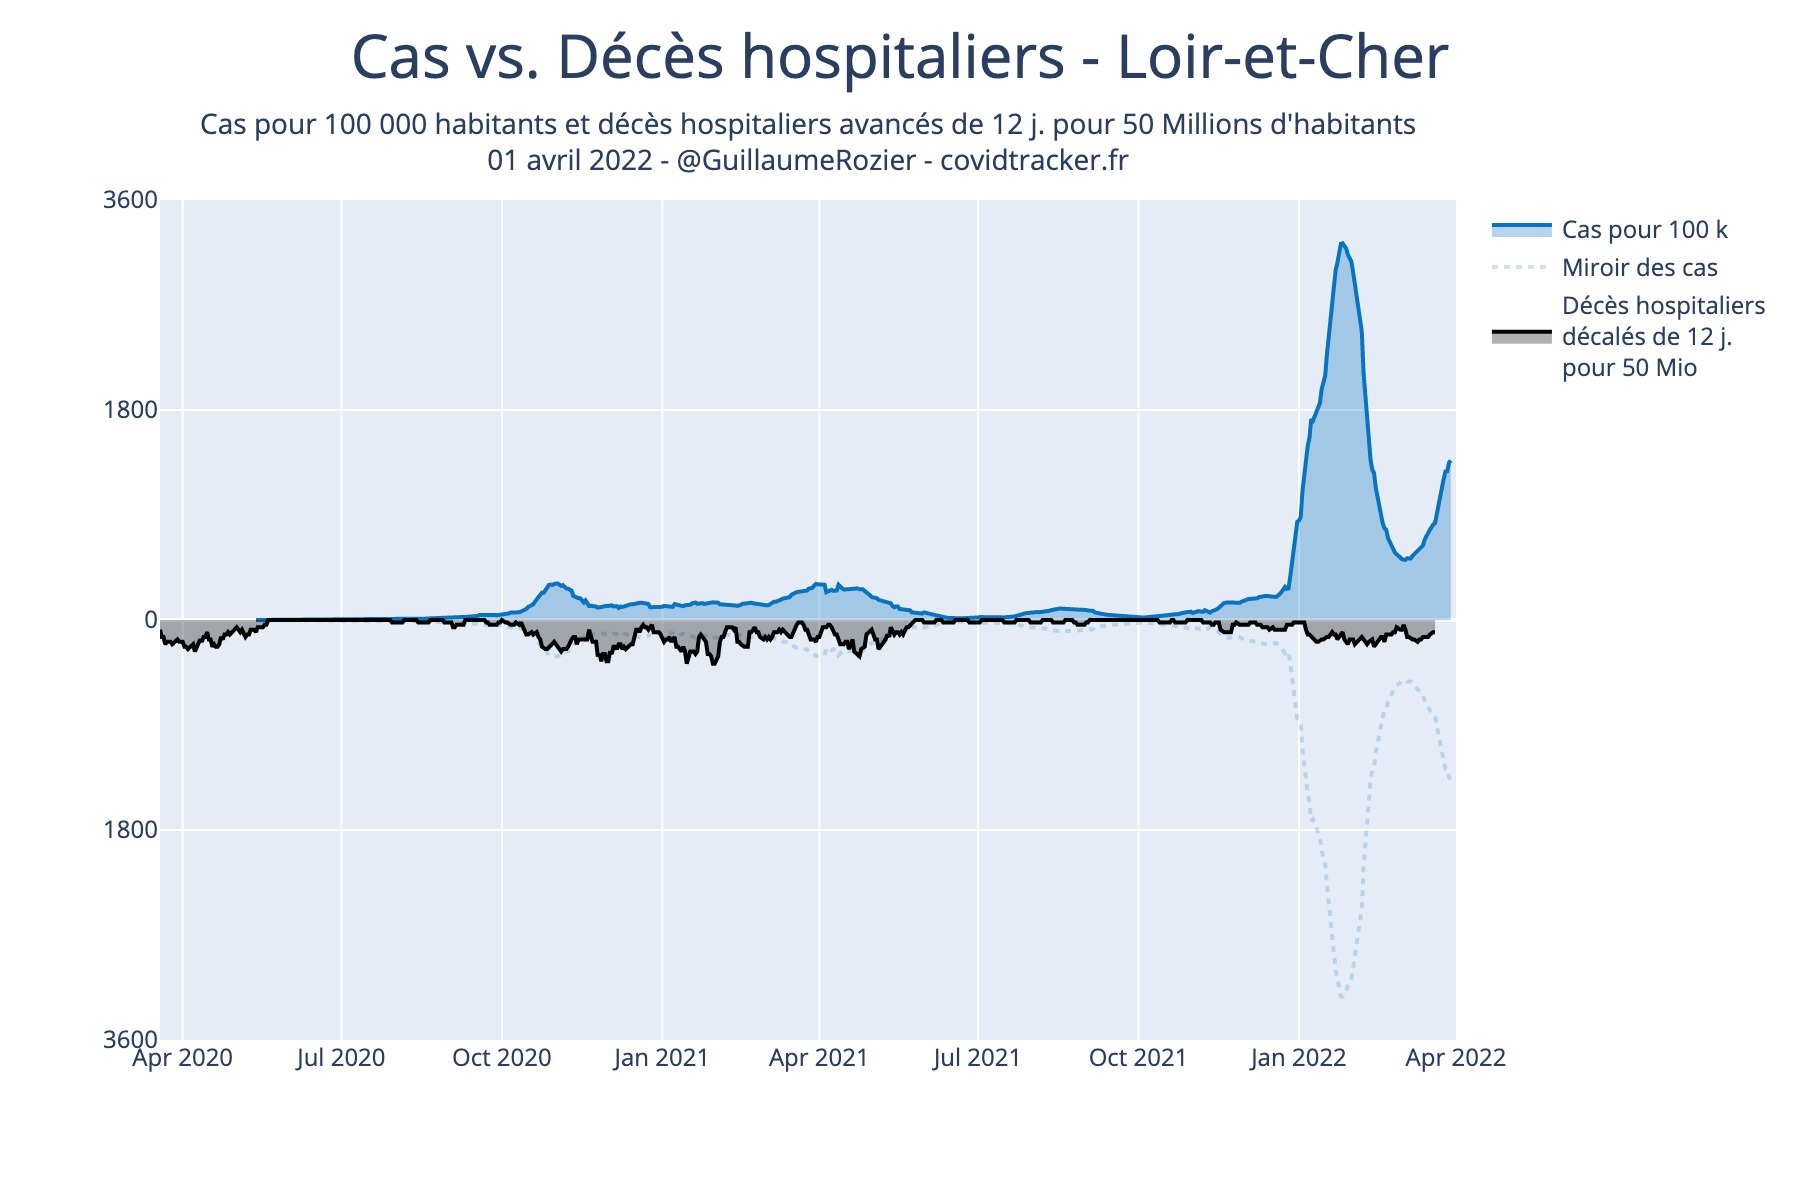 Cas vs. Décès hospitaliers - Loir-et-Cher
Cas pour 100 000 habitants et décès hospitaliers avancés de 12 j. pour 50 Millions d'habitants
01 avril 2022 - @GuillaumeRozier - covidtracker.fr
3600
1800
0
1800
3600
Apr 2020
Jul 2020
Oct 2020
Jan 2021
Apr 2021
Jul 2021
Oct 2021
Jan 2022
Apr 2022
Cas pour 100 k
Miroir des cas
Décès hospitaliers
décalés de 12 j.
pour 50 Mio